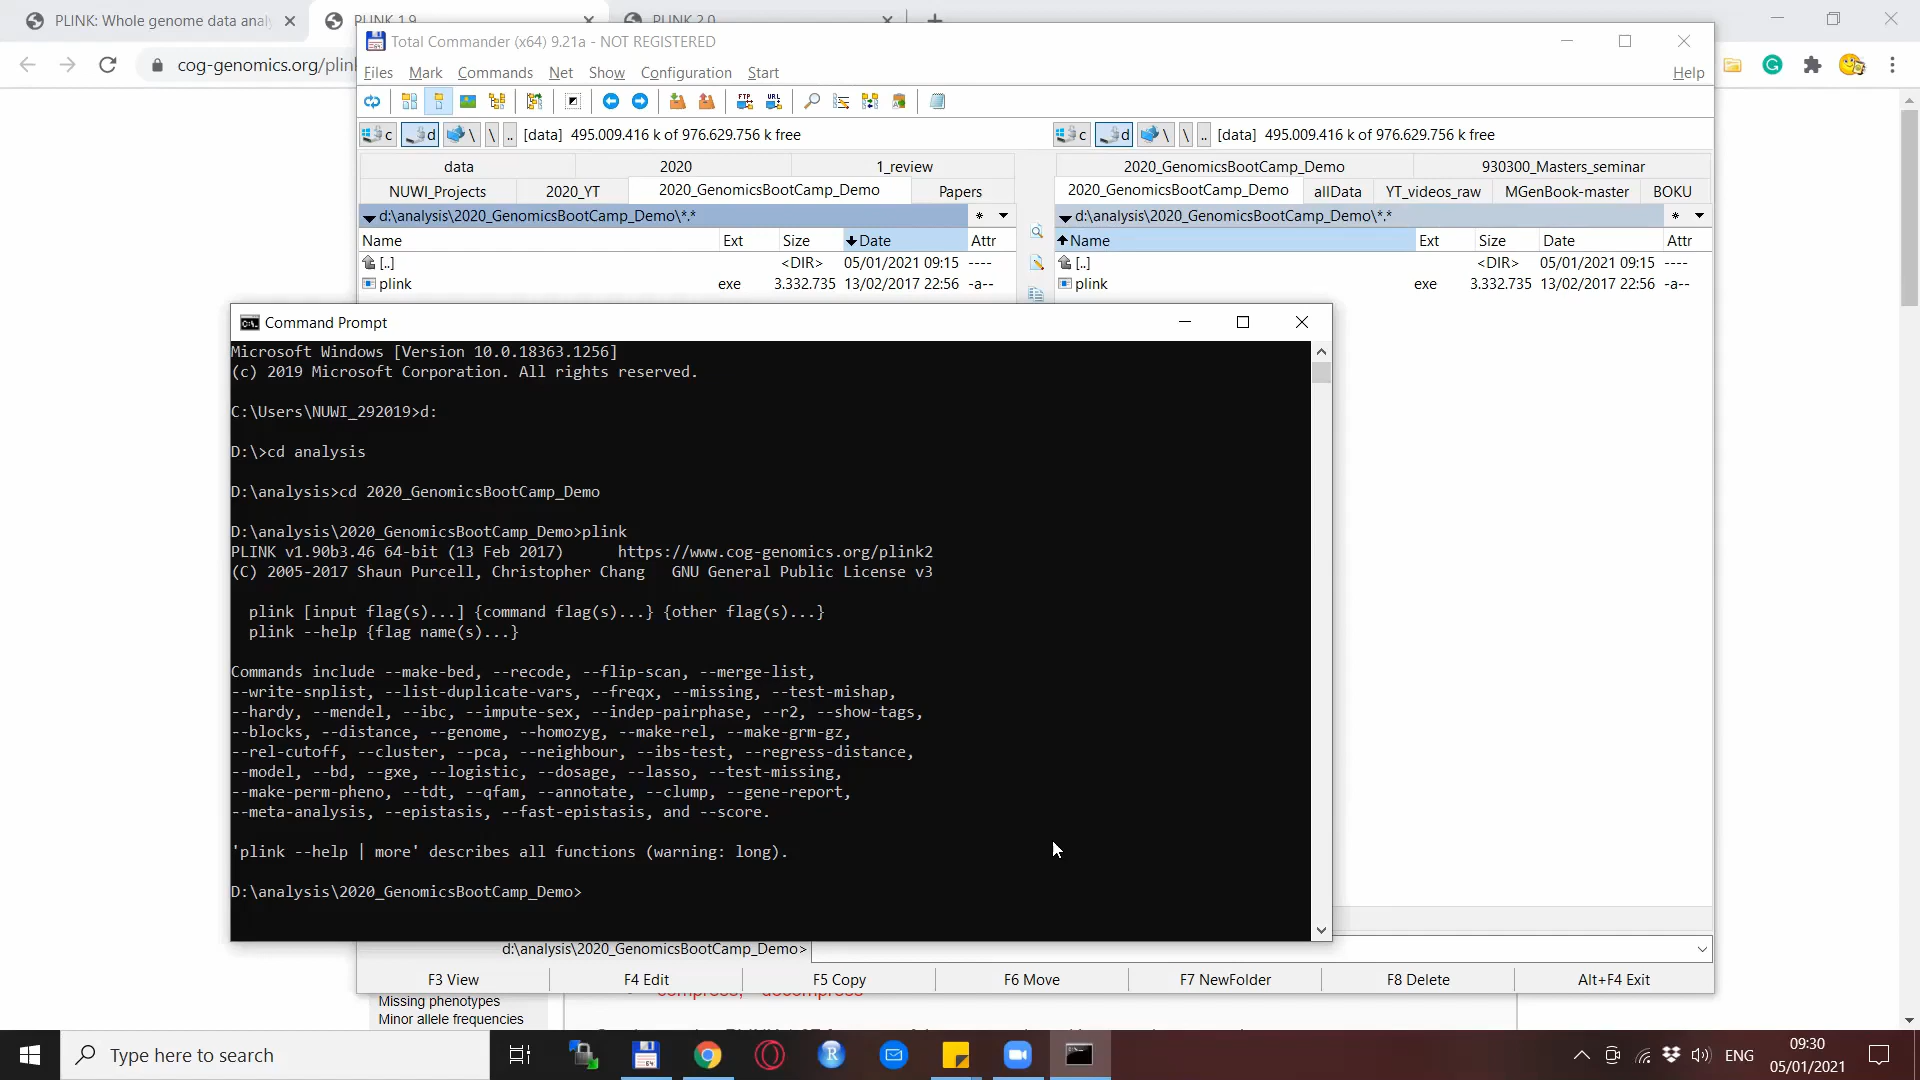 PLINK: Whole genome data anal
PLINK 1.9
PLINK 2.0
cog-genomics.org/plink
Total Commander (x64) 9.21a - NOT REGISTERED
Files Mark Commands Net Show Configuration Start
Help
c d \ \ .. [data] 495.009.416 k of 976.629.756 k free
c d \ \ .. [data] 495.009.416 k of 976.629.756 k free
data 2020 1_review
2020_GenomicsBootCamp_Demo 930300_Masters_seminar
NUWI_Projects 2020_YT 2020_GenomicsBootCamp_Demo Papers
2020_GenomicsBootCamp_Demo allData YT_videos_raw MGenBook-master BOKU
d:\analysis\2020_GenomicsBootCamp_Demo\*.* *
d:\analysis\2020_GenomicsBootCamp_Demo\*.* *
Name Ext Size Date Attr
Name Ext Size Date Attr
[..] <DIR> 05/01/2021 09:15 ----
[..] <DIR> 05/01/2021 09:15 ----
plink exe 3.332.735 13/02/2017 22:56 -a--
plink exe 3.332.735 13/02/2017 22:56 -a--
Command Prompt
Microsoft Windows [Version 10.0.18363.1256]
(c) 2019 Microsoft Corporation. All rights reserved.
C:\Users\NUWI_292019>d:
D:\>cd analysis
D:\analysis>cd 2020_GenomicsBootCamp_Demo
D:\analysis\2020_GenomicsBootCamp_Demo>plink
PLINK v1.90b3.46 64-bit (13 Feb 2017) https://www.cog-genomics.org/plink2
(C) 2005-2017 Shaun Purcell, Christopher Chang GNU General Public License v3
plink [input flag(s)...] {command flag(s)...} {other flag(s)...}
plink --help {flag name(s)...}
Commands include --make-bed, --recode, --flip-scan, --merge-list,
--write-snplist, --list-duplicate-vars, --freqx, --missing, --test-mishap,
--hardy, --mendel, --ibc, --impute-sex, --indep-pairphase, --r2, --show-tags,
--blocks, --distance, --genome, --homozyg, --make-rel, --make-grm-gz,
--rel-cutoff, --cluster, --pca, --neighbour, --ibs-test, --regress-distance,
--model, --bd, --gxe, --logistic, --dosage, --lasso, --test-missing,
--make-perm-pheno, --tdt, --qfam, --annotate, --clump, --gene-report,
--meta-analysis, --epistasis, --fast-epistasis, and --score.
'plink --help | more' describes all functions (warning: long).
D:\analysis\2020_GenomicsBootCamp_Demo>
d:\analysis\2020_GenomicsBootCamp_Demo>
F3 View F4 Edit F5 Copy F6 Move F7 NewFolder F8 Delete Alt+F4 Exit
Missing phenotypes
Minor allele frequencies
Type here to search
ENG
09:30
05/01/2021